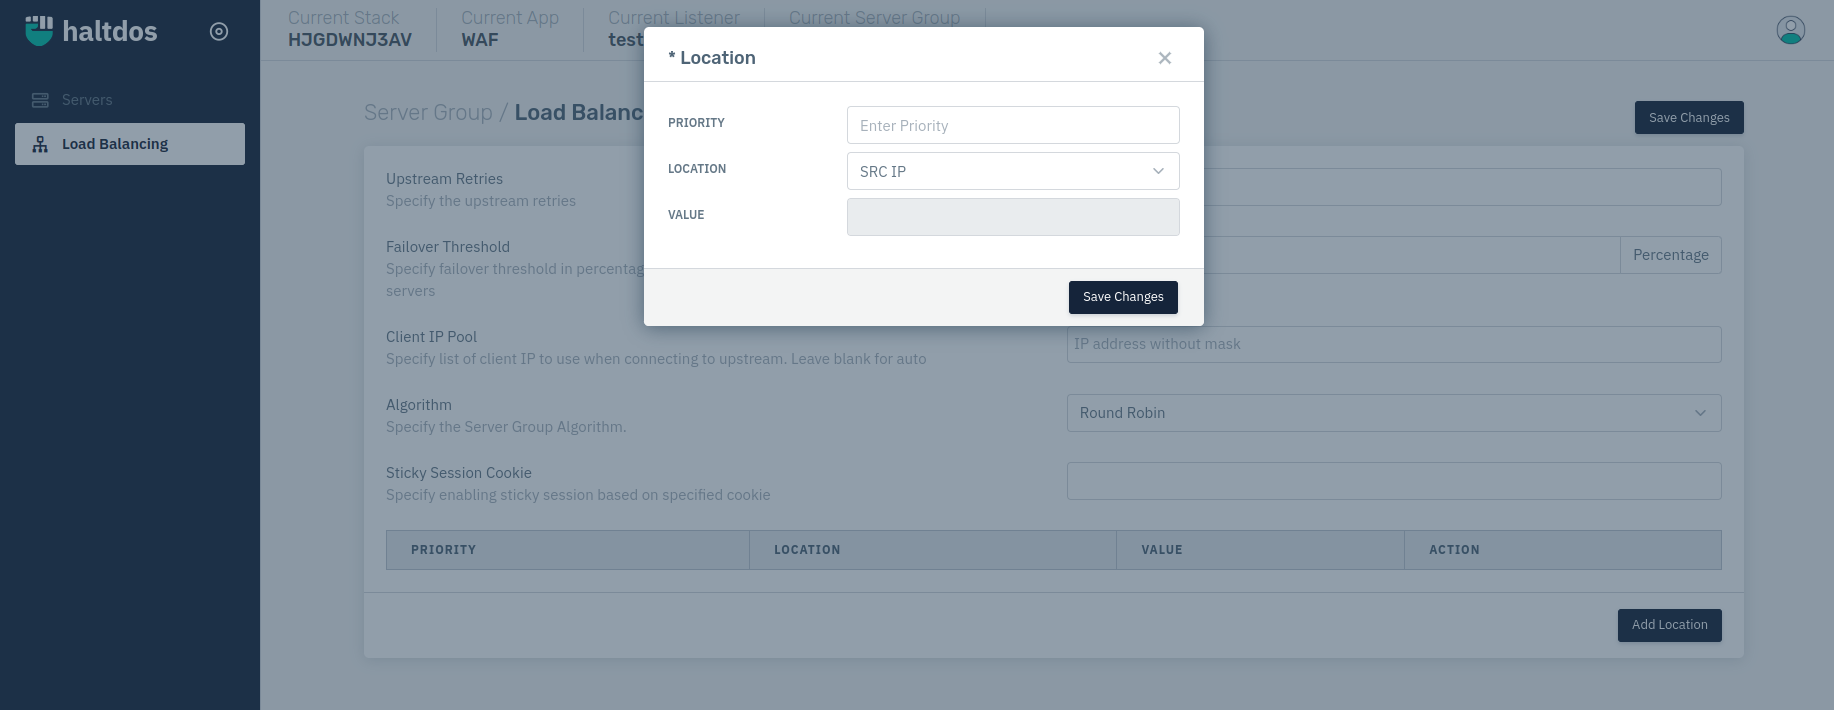 haltdos
Servers
Load Balancing
Current Stack
HJGDWNJ3AV
Current App
WAF
Current Listener
test
Current Server Group
Server Group / Load Balanc
Save Changes
* Location
PRIORITY
Enter Priority
LOCATION
SRC IP
VALUE
Save Changes
Upstream Retries
Specify the upstream retries
Failover Threshold
Specify failover threshold in percentag
servers
Percentage
Client IP Pool
Specify list of client IP to use when connecting to upstream. Leave blank for auto
IP address without mask
Algorithm
Specify the Server Group Algorithm.
Round Robin
Sticky Session Cookie
Specify enabling sticky session based on specified cookie
PRIORITY LOCATION VALUE ACTION
Add Location